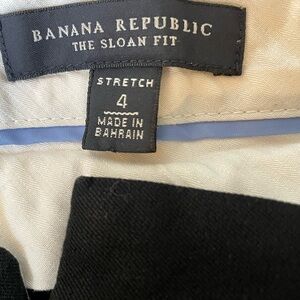 BANANA REPUBLIC
THE SLOAN FIT
STRETCH
4
MADE IN
BAHRAIN